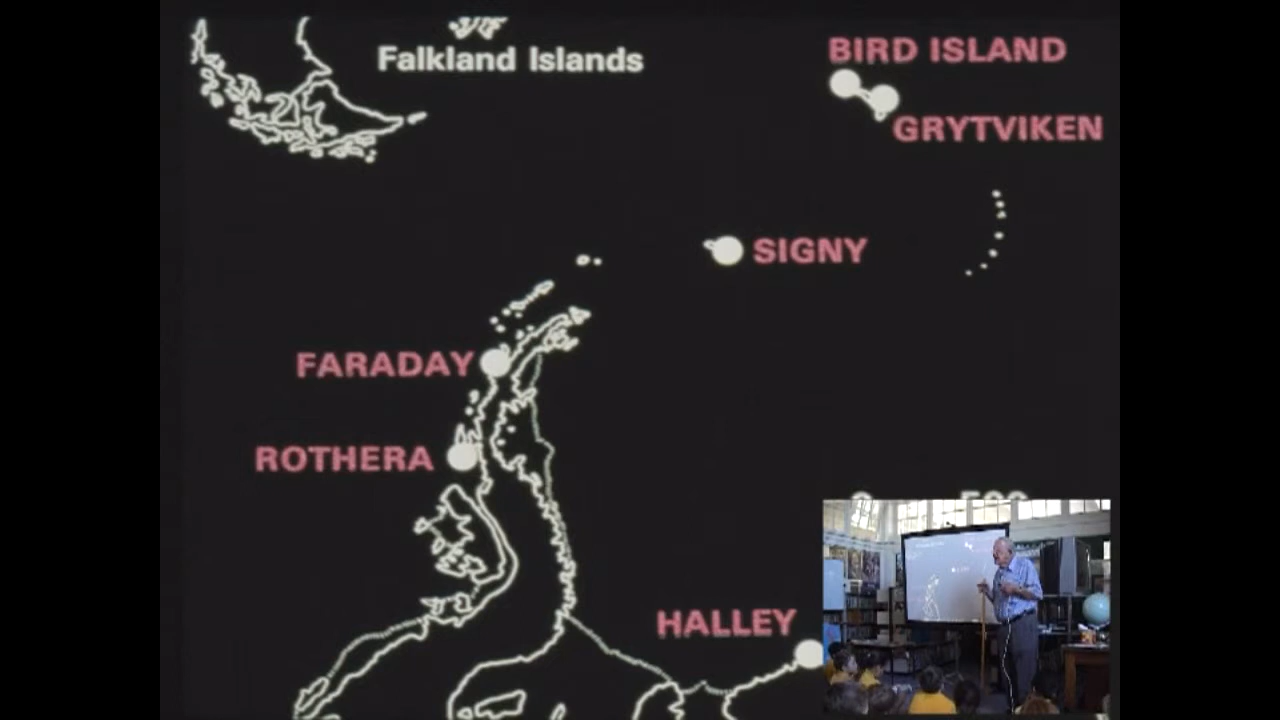 Falkland Islands
BIRD ISLAND
GRYTVIKEN
SIGNY
FARADAY
ROTHERA
HALLEY